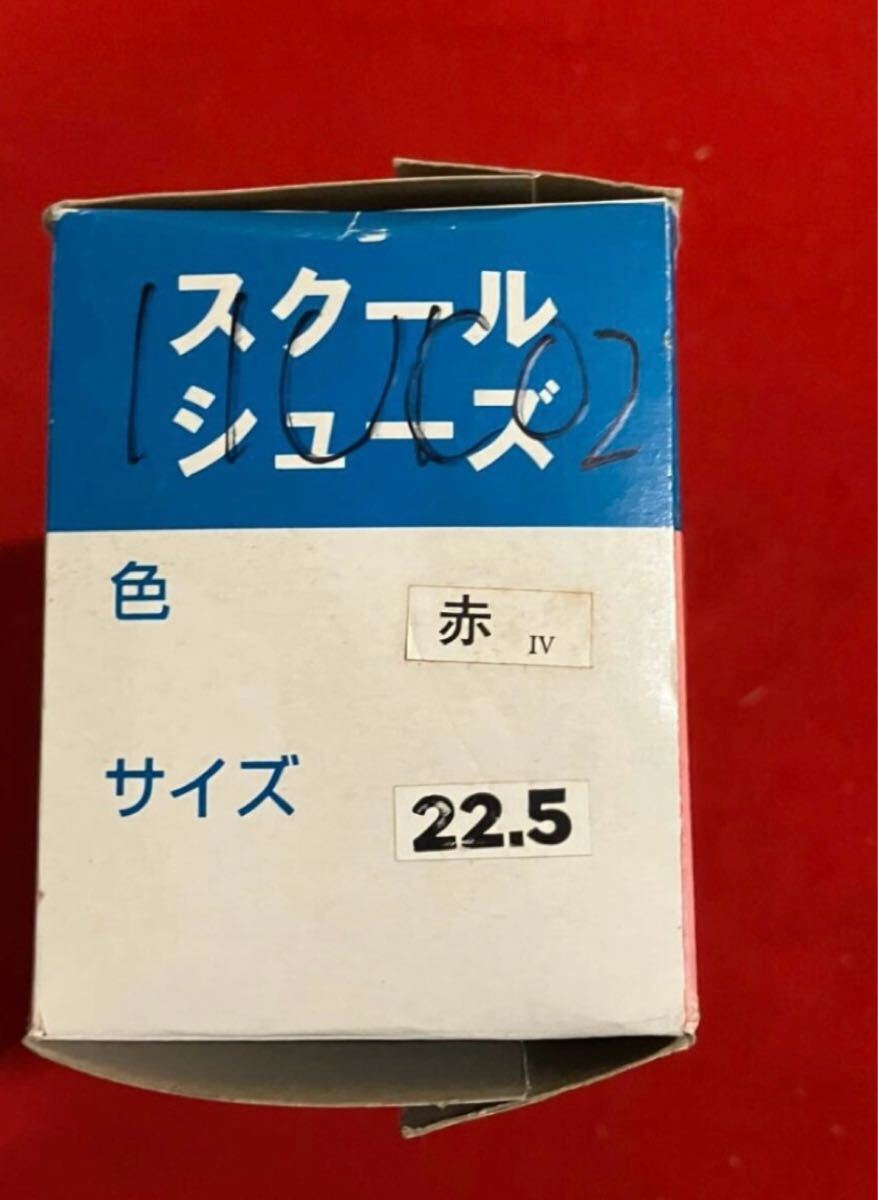 スクール
シューズ
色
赤 IV
サイズ
22.5